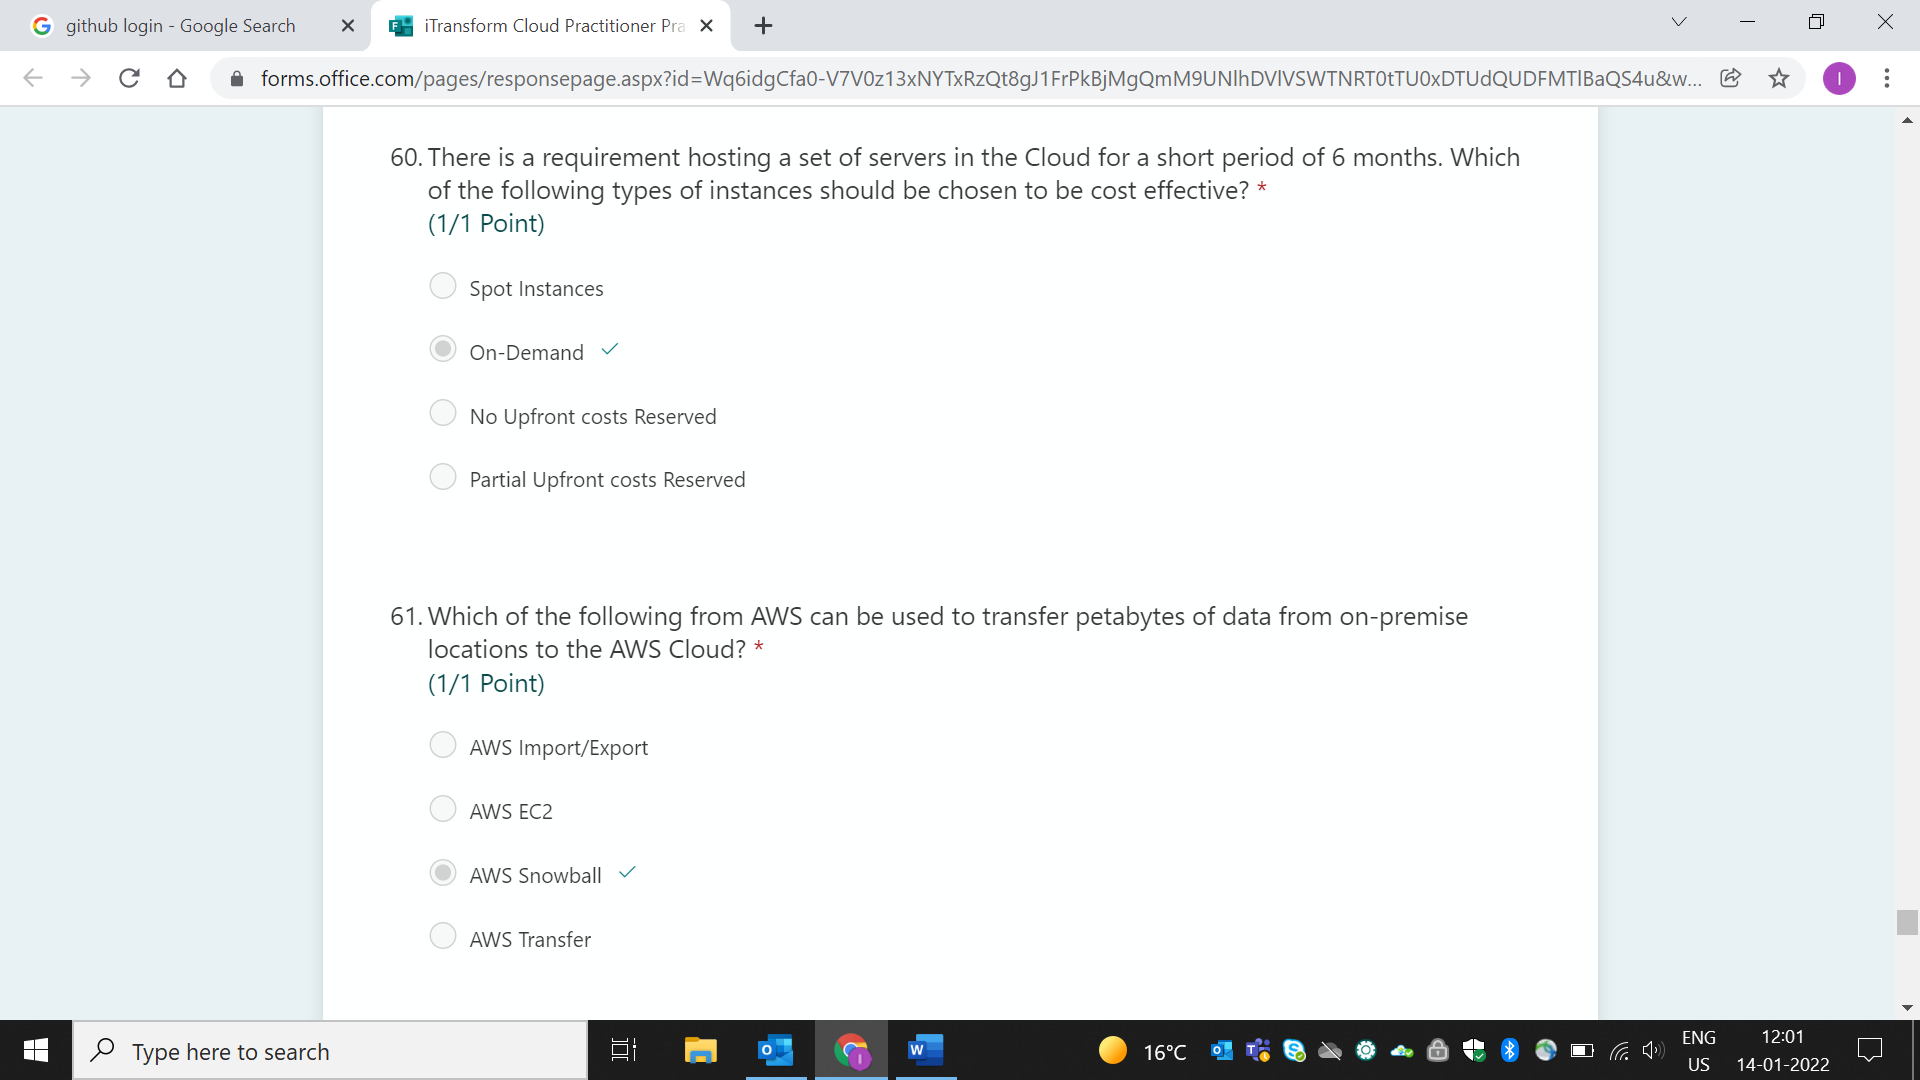 github login - Google Search
iTransform Cloud Practitioner Pra
forms.office.com/pages/responsepage.aspx?id=Wq6idgCfa0-V7V0z13xNYTxRzQt8gJ1FrPkBjMgQmM9UNlhDVlVSWTNRT0tTU0xDTUdQUDFMTlBaQS4u&w...
I
60. There is a requirement hosting a set of servers in the Cloud for a short period of 6 months. Which
of the following types of instances should be chosen to be cost effective? *
(1/1 Point)
Spot Instances
On-Demand
No Upfront costs Reserved
Partial Upfront costs Reserved
61. Which of the following from AWS can be used to transfer petabytes of data from on-premise
locations to the AWS Cloud? *
(1/1 Point)
AWS Import/Export
AWS EC2
AWS Snowball
AWS Transfer
Type here to search
16°C
ENG
US
12:01
14-01-2022